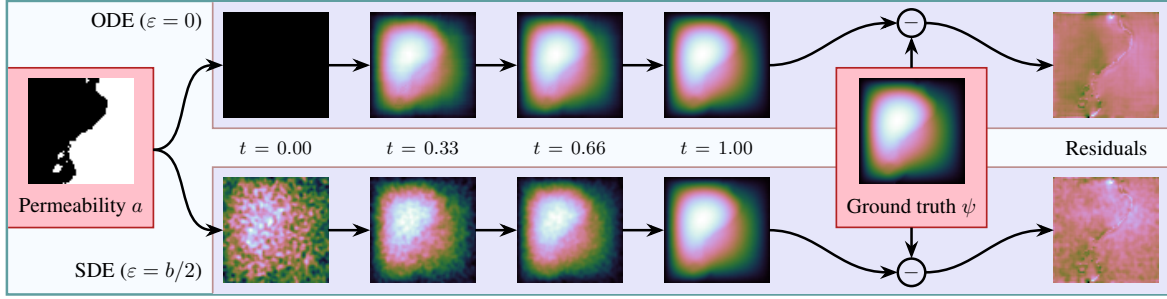 ODE (ε = 0)
−
Permeability a
t = 0.00
t = 0.33
t = 0.66
t = 1.00
Residuals
Ground truth ψ
SDE (ε = b/2)
−